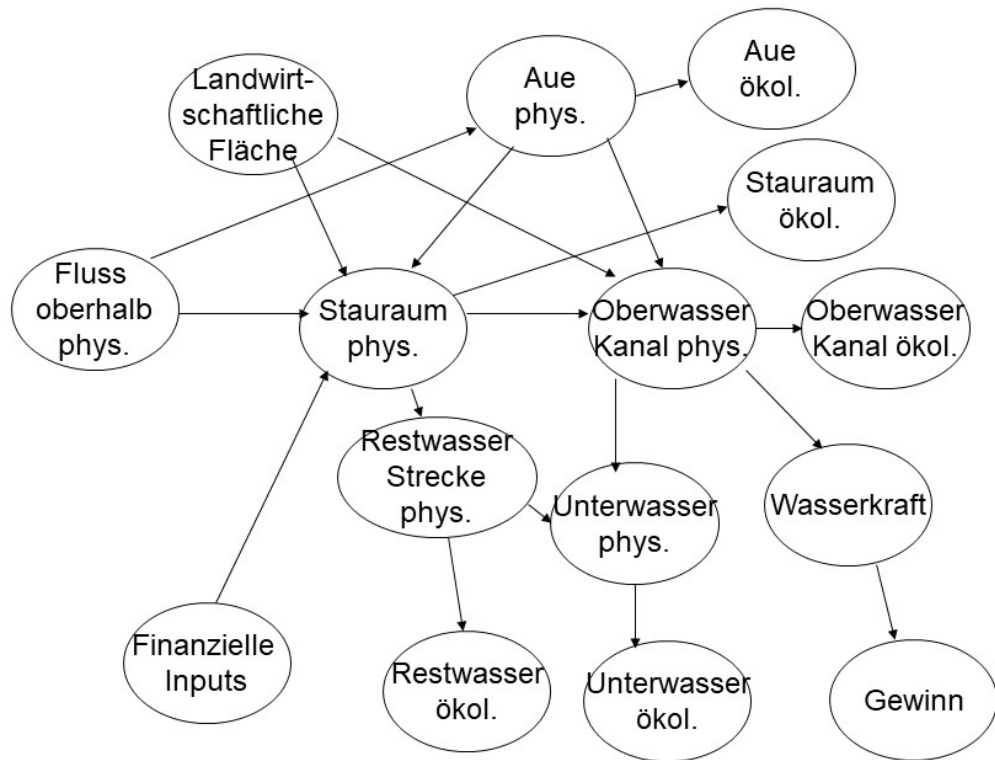 Aue
ökol.
Landwirt-
schaftliche
Fläche
Aue
phys.
Stauraum
ökol.
Fluss
oberhalb
phys.
Stauraum
phys.
Oberwasser
Kanal phys.
Oberwasser
Kanal ökol.
Restwasser
Strecke
phys.
Unterwasser
phys.
Wasserkraft
Finanzielle
Inputs
Restwasser
ökol.
Unterwasser
ökol.
Gewinn